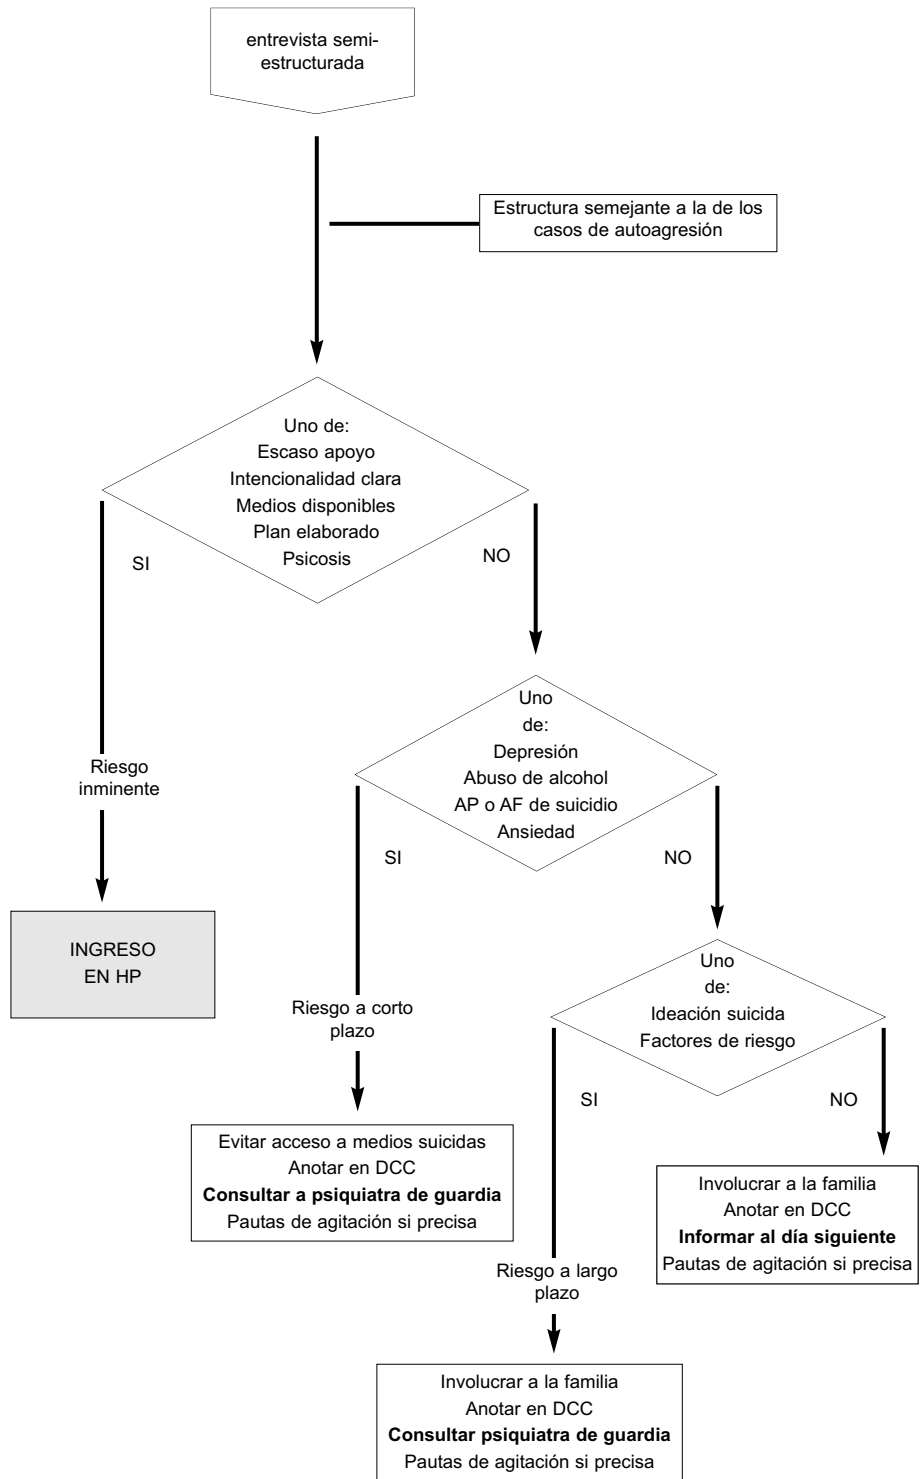 entrevista semi-
estructurada
Estructura semejante a la de los
casos de autoagresión
Uno de:
Escaso apoyo
Intencionalidad clara
Medios disponibles
Plan elaborado
Psicosis
SI
NO
Riesgo
inminente
INGRESO
EN HP
Uno
de:
Depresión
Abuso de alcohol
AP o AF de suicidio
Ansiedad
SI
NO
Riesgo a corto
plazo
Evitar acceso a medios suicidas
Anotar en DCC
Consultar a psiquiatra de guardia
Pautas de agitación si precisa
Uno
de:
Ideación suicida
Factores de riesgo
SI
NO
Involucrar a la familia
Anotar en DCC
Informar al día siguiente
Pautas de agitación si precisa
Riesgo a largo
plazo
Involucrar a la familia
Anotar en DCC
Consultar psiquiatra de guardia
Pautas de agitación si precisa